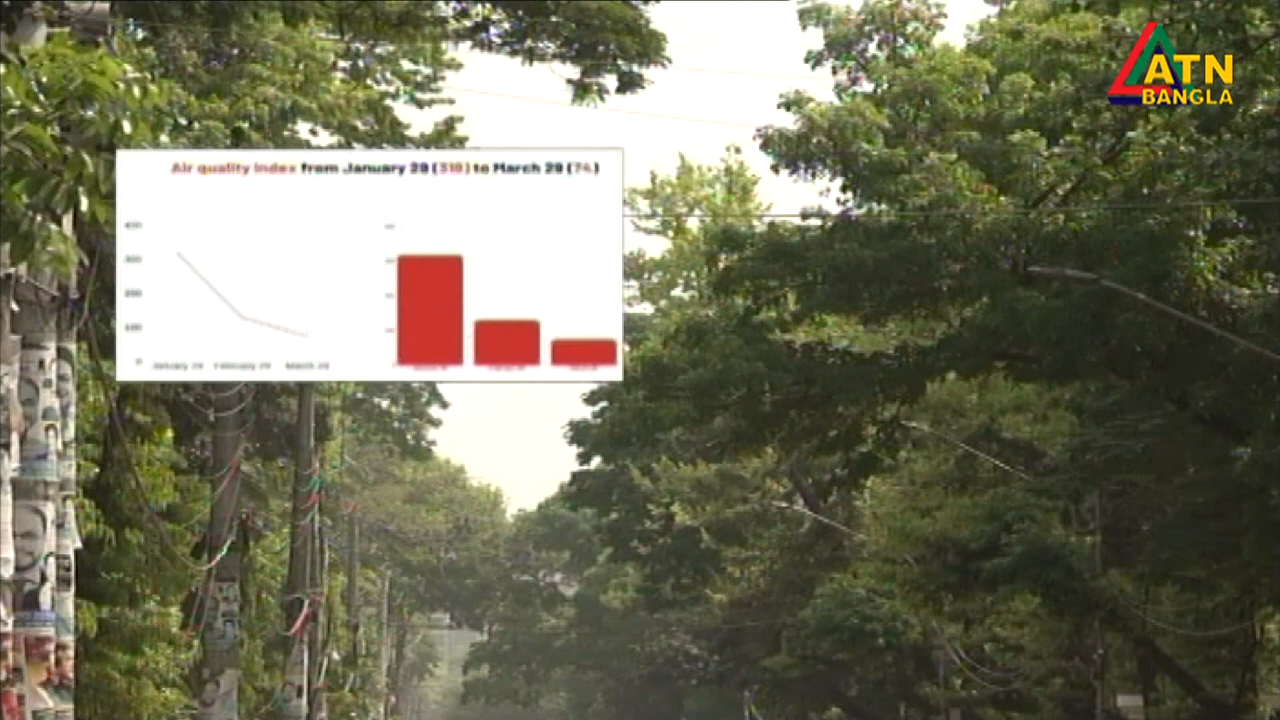 ATN
BANGLA
Air quality index from January 29 (318) to March 29 (74)
400
300
200
100
0
January 29 February 29 March 29